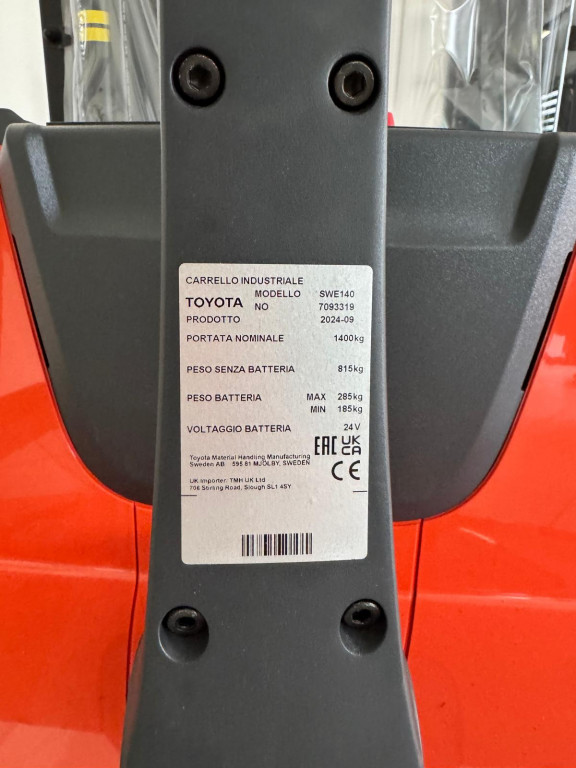 CARRELLO INDUSTRIALE
TOYOTA MODELLO SWE140
NO 7093319
PRODOTTO 2024-09
PORTATA NOMINALE 1400kg
PESO SENZA BATTERIA 815kg
PESO BATTERIA MAX 285kg
MIN 185kg
VOLTAGGIO BATTERIA 24V
EAC UK CA
CE
Toyota Material Handling Manufacturing
Sweden AB 595 81 MJÖLBY, SWEDEN
UK Importer: TMH UK Ltd
706 Stirling Road, Slough SL1 4SY